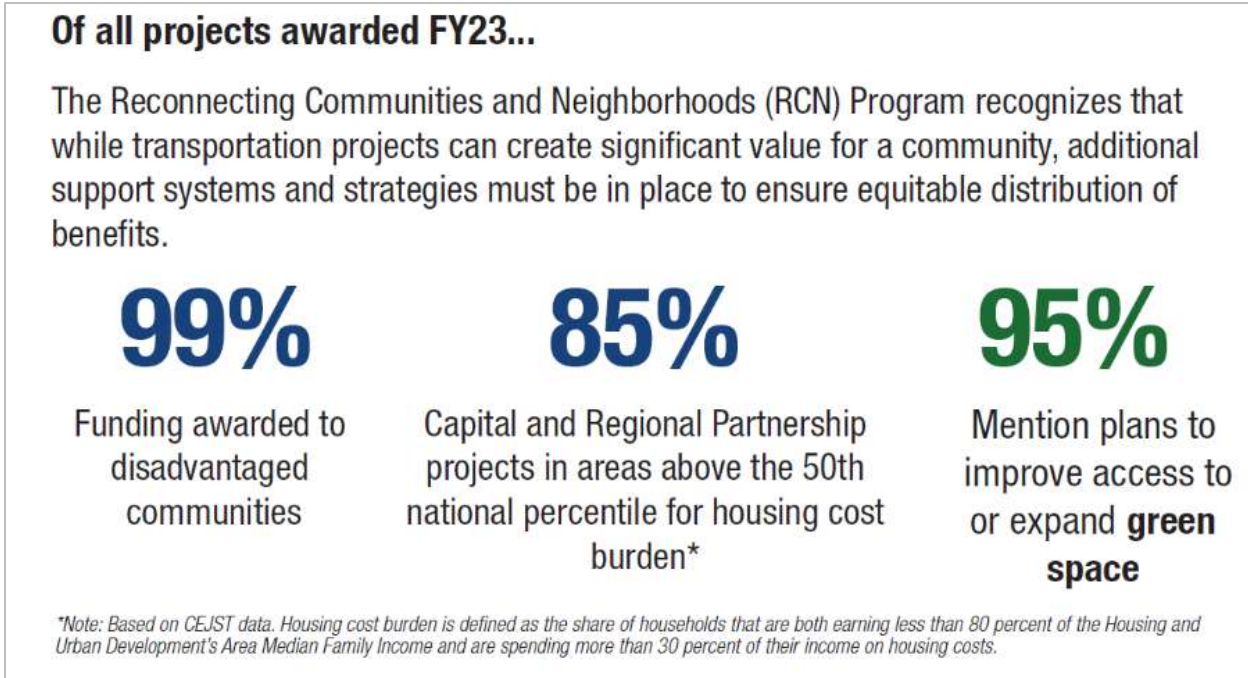 Of all projects awarded FY23...
The Reconnecting Communities and Neighborhoods (RCN) Program recognizes that
while transportation projects can create significant value for a community, additional
support systems and strategies must be in place to ensure equitable distribution of
benefits.
99%
Funding awarded to
disadvantaged
communities
85%
Capital and Regional Partnership
projects in areas above the 50th
national percentile for housing cost
burden*
95%
Mention plans to
improve access to
or expand green
space
*Note: Based on CEJST data. Housing cost burden is defined as the share of households that are both earning less than 80 percent of the Housing and
Urban Development's Area Median Family Income and are spending more than 30 percent of their income on housing costs.